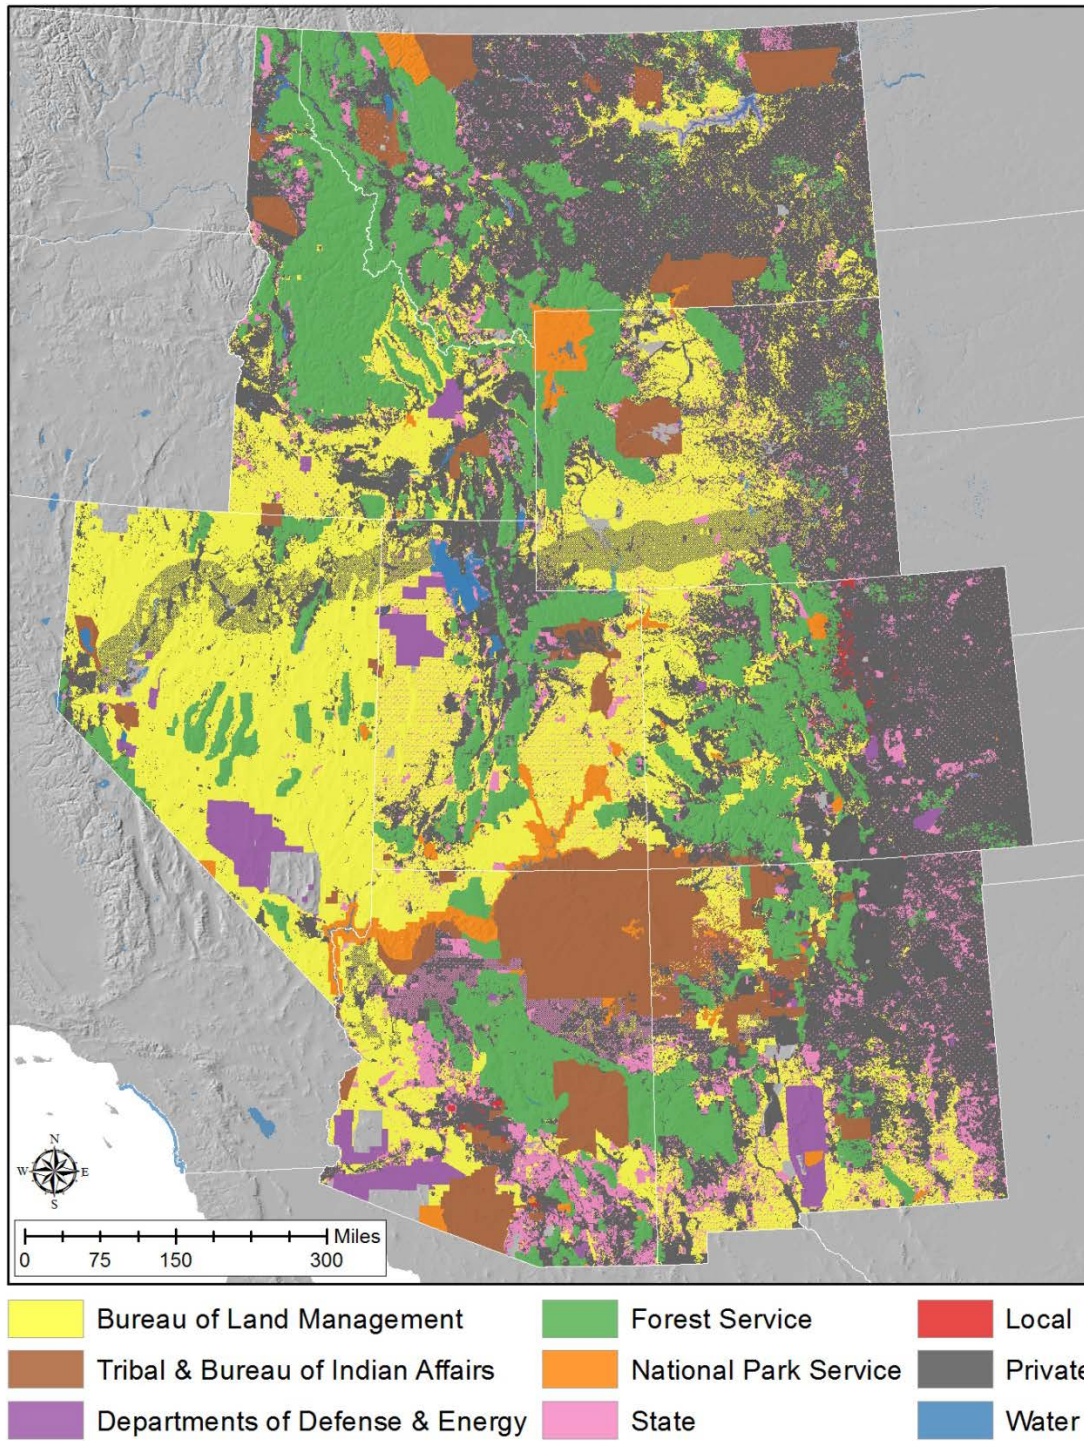 N
W E
S
Miles
0 75 150 300
Bureau of Land Management Forest Service Local
Tribal & Bureau of Indian Affairs National Park Service Private
Departments of Defense & Energy State Water